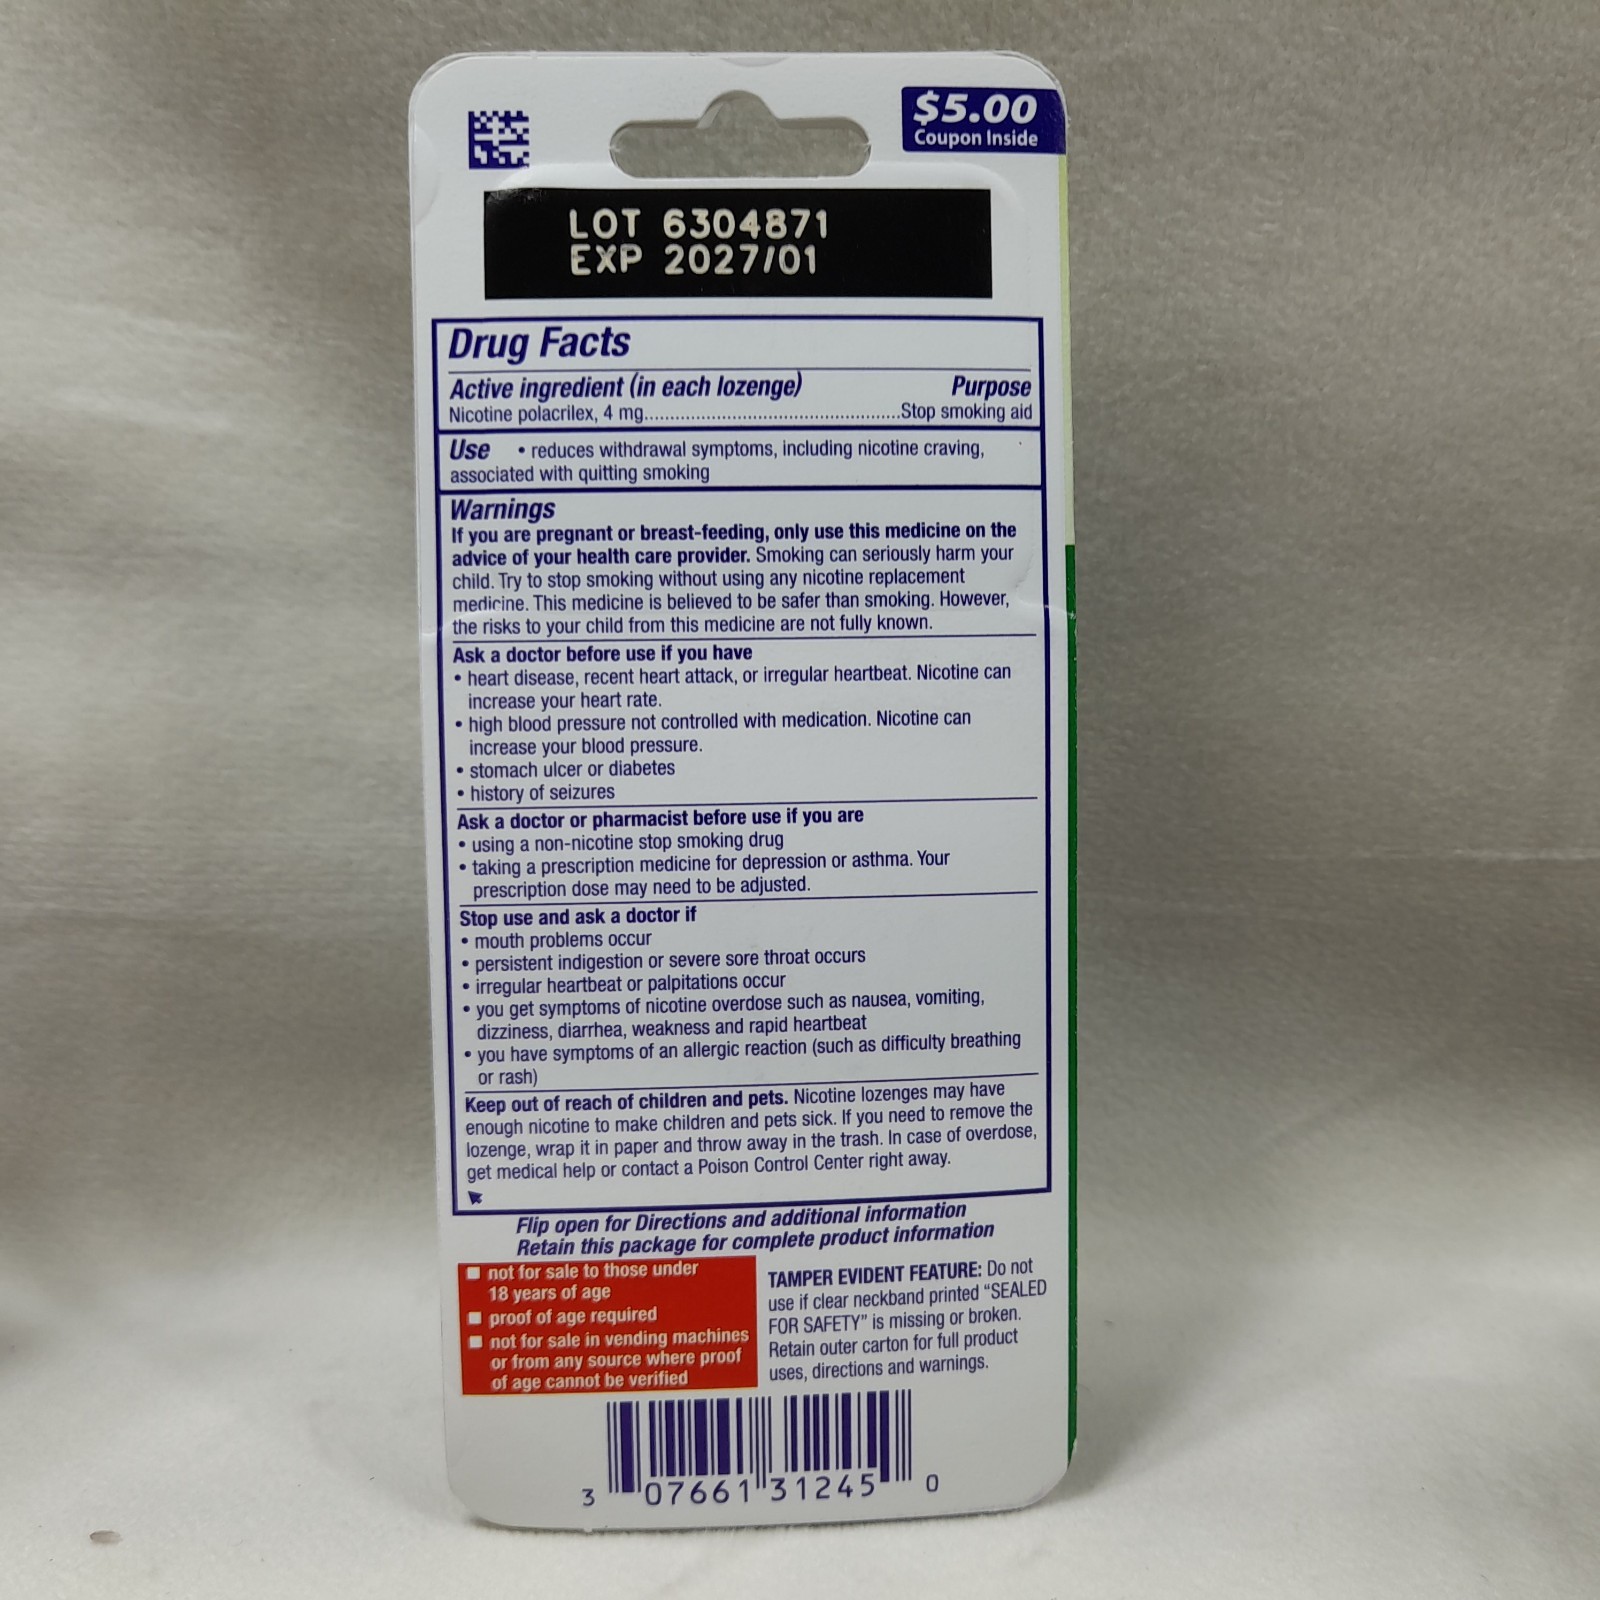 $5.00
Coupon Inside
LOT 6304871
EXP 2027/01
Drug Facts
Active ingredient (in each lozenge) Purpose
Nicotine polacrilex, 4 mg................................................Stop smoking aid
Use • reduces withdrawal symptoms, including nicotine craving,
associated with quitting smoking
Warnings
If you are pregnant or breast-feeding, only use this medicine on the
advice of your health care provider. Smoking can seriously harm your
child. Try to stop smoking without using any nicotine replacement
medicine. This medicine is believed to be safer than smoking. However,
the risks to your child from this medicine are not fully known.
Ask a doctor before use if you have
• heart disease, recent heart attack, or irregular heartbeat. Nicotine can
increase your heart rate.
• high blood pressure not controlled with medication. Nicotine can
increase your blood pressure.
• stomach ulcer or diabetes
• history of seizures
Ask a doctor or pharmacist before use if you are
• using a non-nicotine stop smoking drug
• taking a prescription medicine for depression or asthma. Your
prescription dose may need to be adjusted.
Stop use and ask a doctor if
• mouth problems occur
• persistent indigestion or severe sore throat occurs
• irregular heartbeat or palpitations occur
• you get symptoms of nicotine overdose such as nausea, vomiting,
dizziness, diarrhea, weakness and rapid heartbeat
• you have symptoms of an allergic reaction (such as difficulty breathing
or rash)
Keep out of reach of children and pets. Nicotine lozenges may have
enough nicotine to make children and pets sick. If you need to remove the
lozenge, wrap it in paper and throw away in the trash. In case of overdose,
get medical help or contact a Poison Control Center right away.
Flip open for Directions and additional information
Retain this package for complete product information
not for sale to those under
18 years of age
proof of age required
not for sale in vending machines
or from any source where proof
of age cannot be verified
TAMPER EVIDENT FEATURE: Do not
use if clear neckband printed “SEALED
FOR SAFETY” is missing or broken.
Retain outer carton for full product
uses, directions and warnings.
3 07661 31245 0